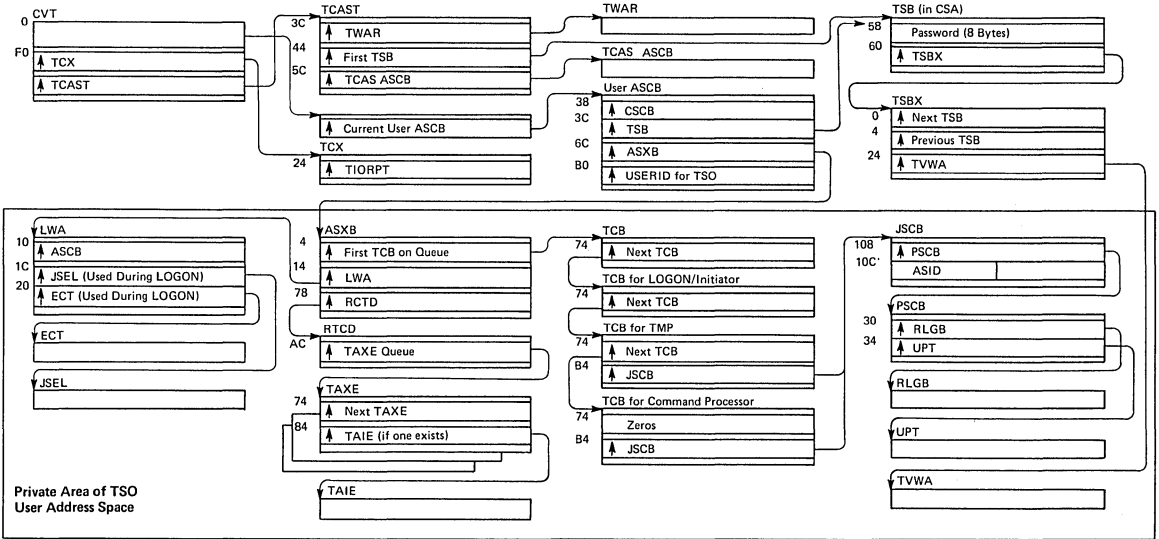 CVT
0
F0
↑ TCX
↑ TCAST
TCAST
3C
↑ TWAR
44
↑ First TSB
5C
↑ TCAS ASCB
↑ Current User ASCB
TCX
24
↑ TIORPT
TWAR
TCAS ASCB
User ASCB
38
↑ CSCB
3C
↑ TSB
6C
↑ ASXB
B0
↑ USERID for TSO
TSB (in CSA)
58
Password (8 Bytes)
60
↑ TSBX
TSBX
0
↑ Next TSB
4
↑ Previous TSB
24
↑ TVWA
LWA
10
↑ ASCB
1C
↑ JSEL (Used During LOGON)
20
↑ ECT (Used During LOGON)
ECT
JSEL
ASXB
4
↑ First TCB on Queue
14
↑ LWA
78
↑ RCTD
RTCD
AC
↑ TAXE Queue
TAXE
74
↑ Next TAXE
84
↑ TAIE (if one exists)
TAIE
TCB
74
↑ Next TCB
TCB for LOGON/Initiator
74
↑ Next TCB
TCB for TMP
74
↑ Next TCB
B4
↑ JSCB
TCB for Command Processor
74
Zeros
B4
↑ JSCB
JSCB
108
↑ PSCB
10C
ASID
PSCB
30
↑ RLGB
34
↑ UPT
RLGB
UPT
TVWA
Private Area of TSO
User Address Space